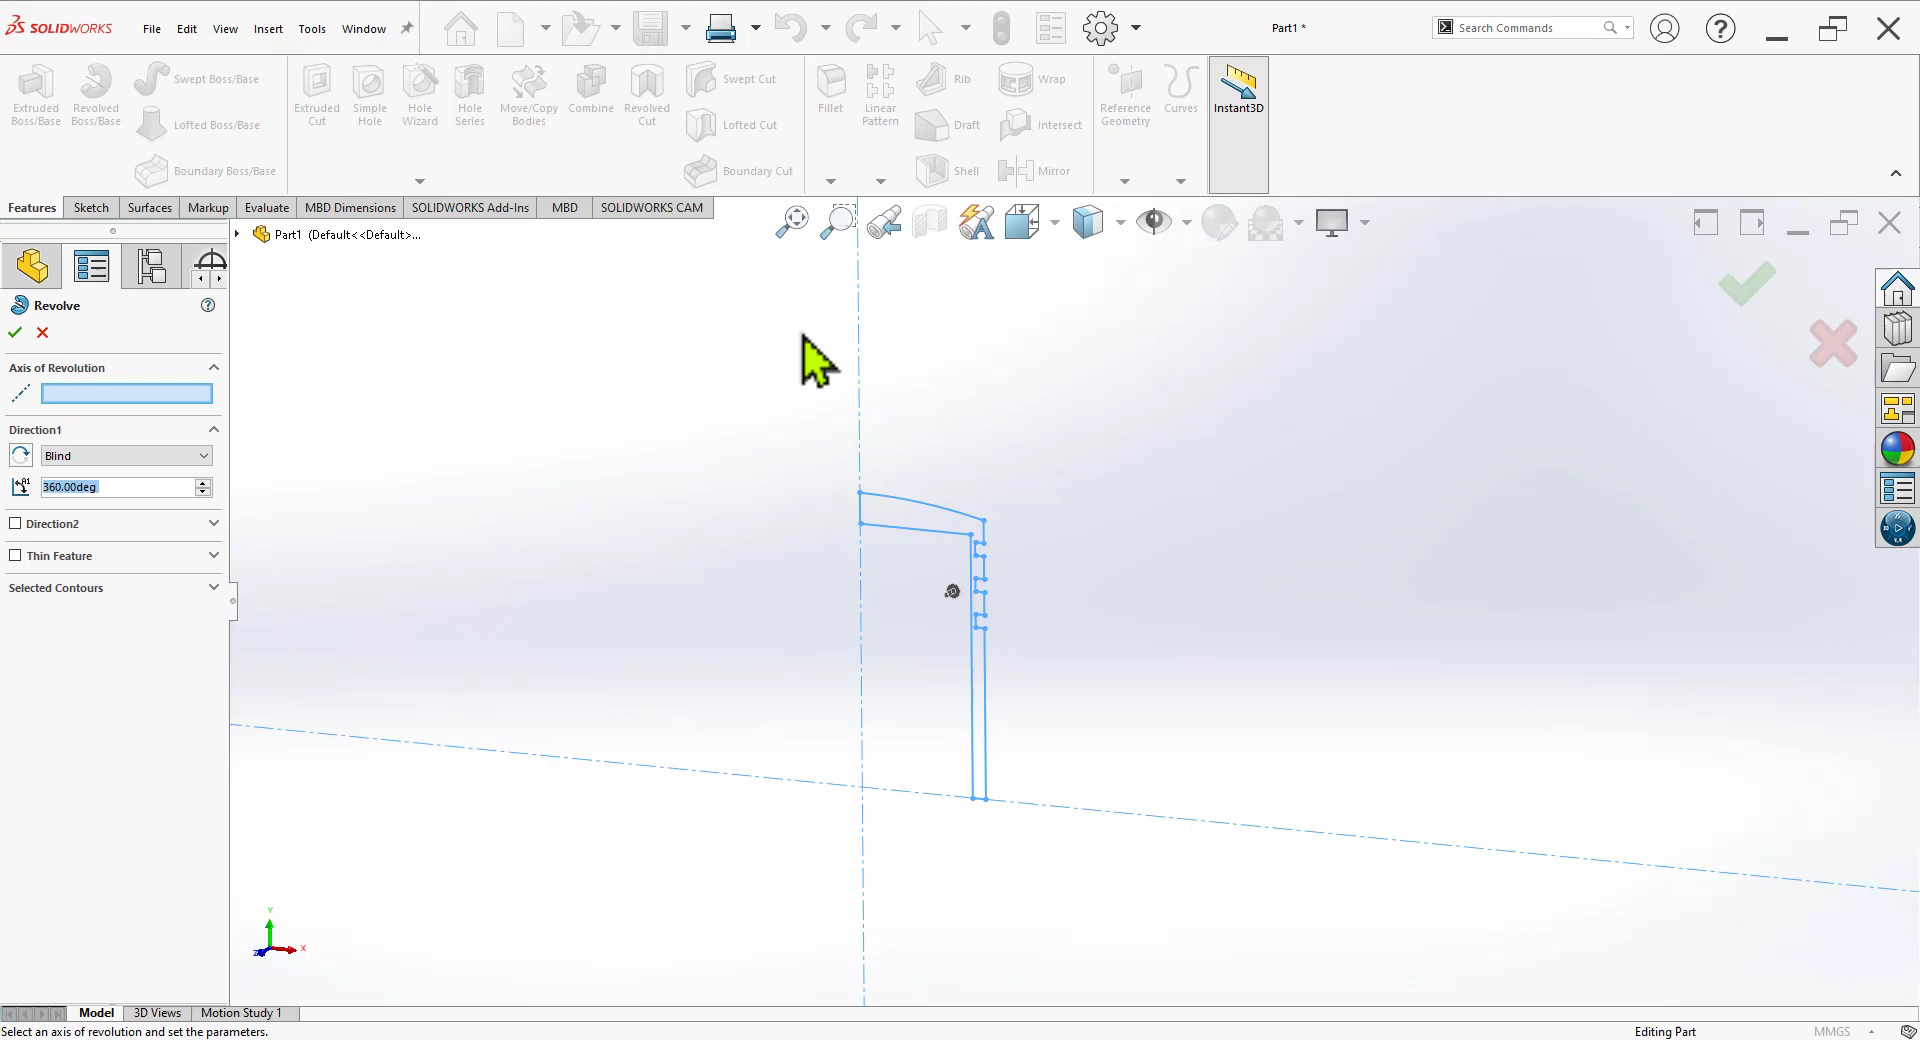 SOLIDWORKS File Edit View Insert Tools Window Part1 * Search Commands
Extruded Boss/Base
Revolved Boss/Base
Swept Boss/Base
Lofted Boss/Base
Boundary Boss/Base
Extruded Cut
Simple Hole
Hole Wizard
Hole Series
Move/Copy Bodies
Combine
Revolved Cut
Swept Cut
Lofted Cut
Boundary Cut
Fillet
Linear Pattern
Rib
Draft
Shell
Wrap
Intersect
Mirror
Reference Geometry
Curves
Instant3D
Features Sketch Surfaces Markup Evaluate MBD Dimensions SOLIDWORKS Add-Ins MBD SOLIDWORKS CAM
Part1 (Default<<Default>...
Revolve
Axis of Revolution
Direction1
Blind
360.00deg
Direction2
Thin Feature
Selected Contours
Y
X
Z
Model 3D Views Motion Study 1
Select an axis of revolution and set the parameters.
Editing Part
MMGS